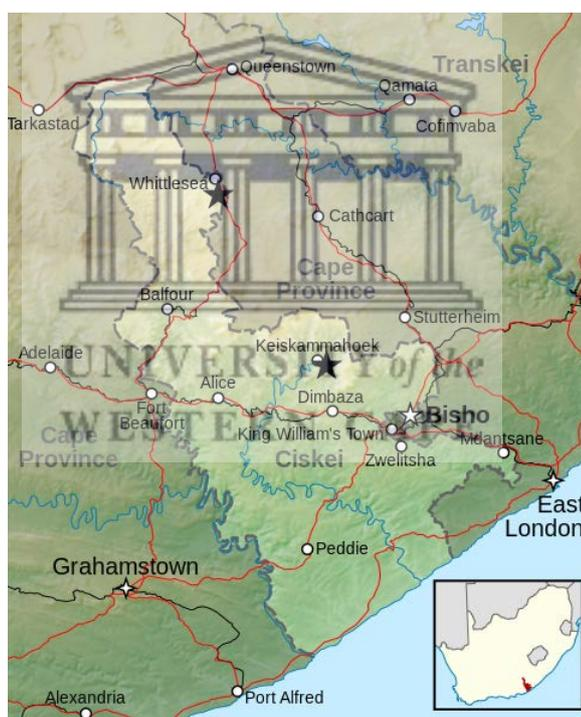 Queenstown
Transkei
Qamata
Tarkastad
Cofimvaba
Whittlesea
Cathcart
Cape
Province
Balfour
Stutterheim
Adelaide
Keiskammahoek
UNIVERSITY of the
Alice
Dimbaza
Fort
Beaufort
Bisho
WESTERN
King William's Town
Cape
Province
Ciskei
Zwelitsha
Mdantsane
East
London
Peddie
Grahamstown
Alexandria
Port Alfred